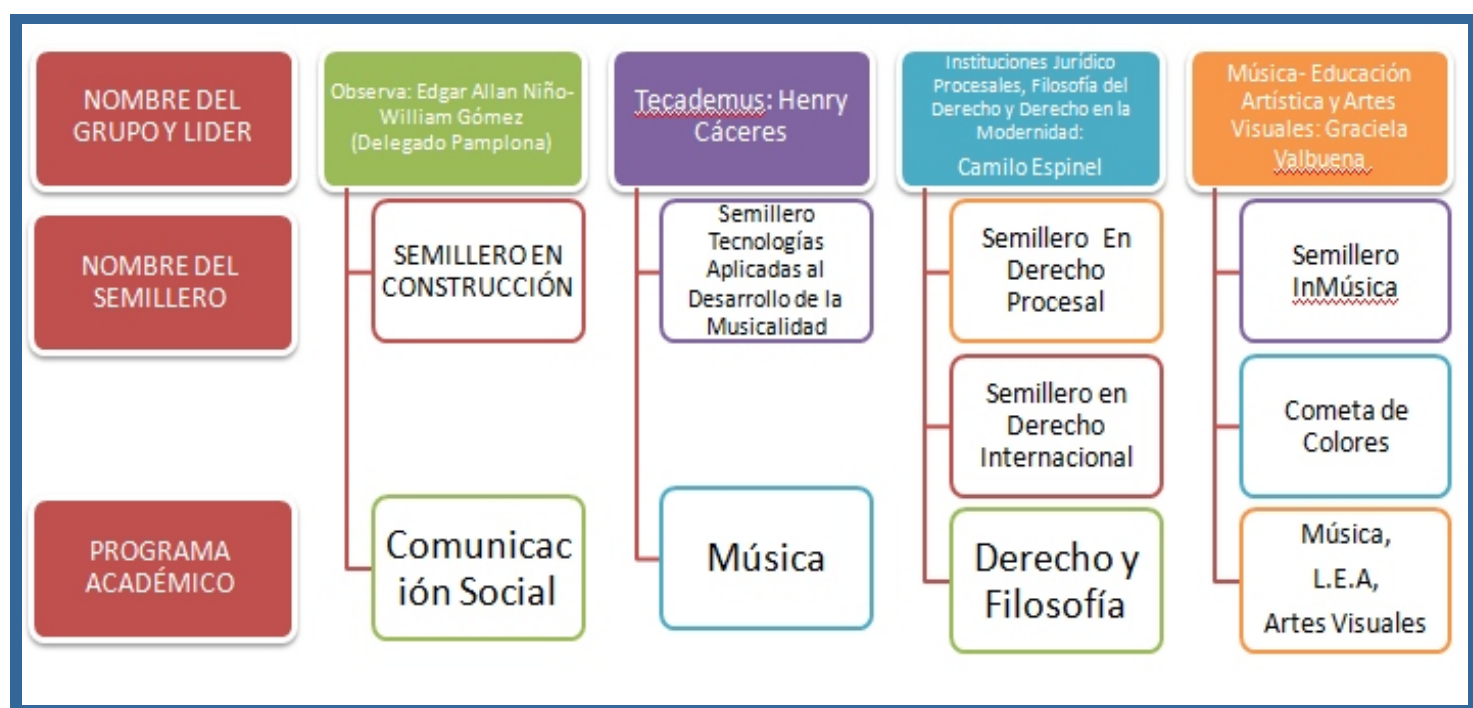 NOMBRE DEL
GRUPO Y LIDER
Observa: Edgar Allan Niño-
William Gómez
(Delegado Pamplona)
Tecademus: Henry
Cáceres
Instituciones Jurídico
Procesales, Filosofía del
Derecho y Derecho en la
Modernidad:
Camilo Espinel
Música- Educación
Artística y Artes
Visuales: Graciela
Valbuena.
NOMBRE DEL
SEMILLERO
SEMILLERO EN
CONSTRUCCIÓN
Semillero
Tecnologías
Aplicadas al
Desarrollo de la
Musicalidad
Semillero En
Derecho
Procesal
Semillero
InMúsica
Semillero en
Derecho
Internacional
Cometa de
Colores
PROGRAMA
ACADÉMICO
Comunicac
ión Social
Música
Derecho y
Filosofía
Música,
L.E.A,
Artes Visuales